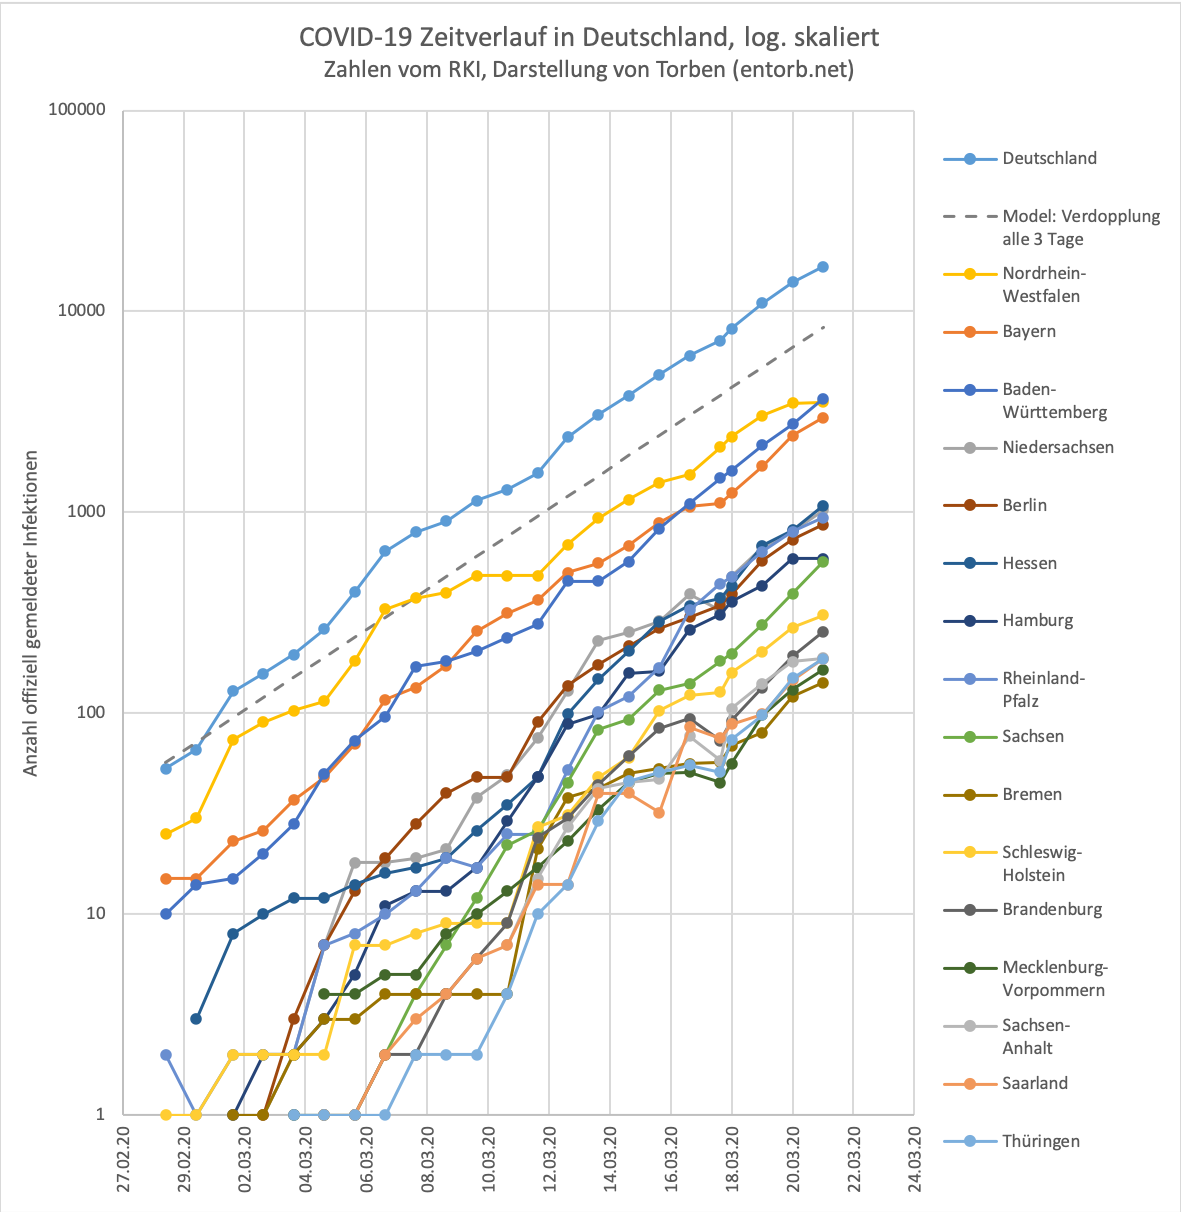 COVID-19 Zeitverlauf in Deutschland, log. skaliert
Zahlen vom RKI, Darstellung von Torben (entorb.net)
Anzahl offiziell gemeldeter Infektionen
100000
10000
1000
100
10
1
27.02.20
29.02.20
02.03.20
04.03.20
06.03.20
08.03.20
10.03.20
12.03.20
14.03.20
16.03.20
18.03.20
20.03.20
22.03.20
24.03.20
Deutschland
Model: Verdopplung
alle 3 Tage
Nordrhein-
Westfalen
Bayern
Baden-
Württemberg
Niedersachsen
Berlin
Hessen
Hamburg
Rheinland-
Pfalz
Sachsen
Bremen
Schleswig-
Holstein
Brandenburg
Mecklenburg-
Vorpommern
Sachsen-
Anhalt
Saarland
Thüringen